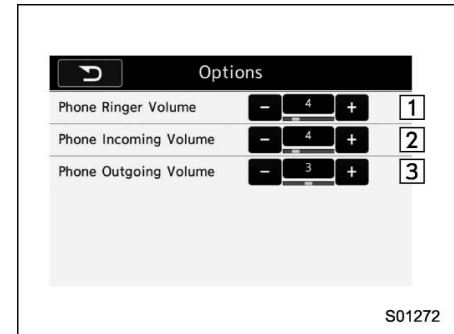 Options
Phone Ringer Volume - 4 + 1
Phone Incoming Volume - 4 + 2
Phone Outgoing Volume - 3 + 3
S01272